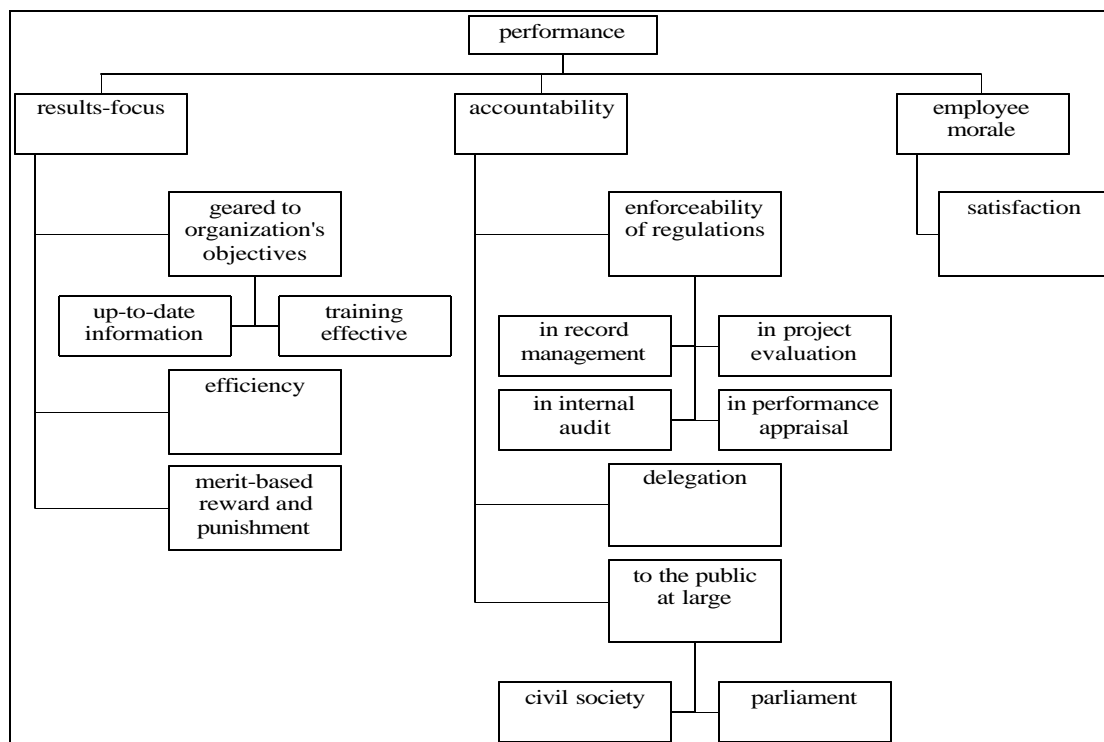 performance
results-focus
accountability
employee
morale
geared to
organization's
objectives
enforceability
of regulations
satisfaction
up-to-date
information
training
effective
in record
management
in project
evaluation
efficiency
in internal
audit
in performance
appraisal
merit-based
reward and
punishment
delegation
to the public
at large
civil society
parliament